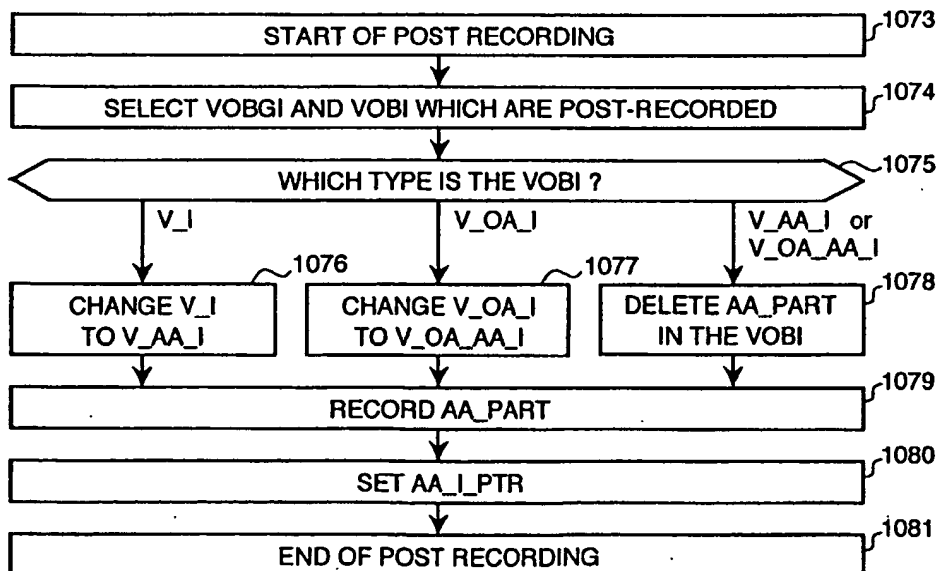 START OF POST RECORDING
1073
SELECT VOBGI AND VOBI WHICH ARE POST-RECORDED
1074
WHICH TYPE IS THE VOBI ?
1075
V_I
V_OA_I
V_AA_I or
V_OA_AA_I
1076
CHANGE V_I
TO V_AA_I
1077
CHANGE V_OA_I
TO V_OA_AA_I
1078
DELETE AA_PART
IN THE VOBI
1079
RECORD AA_PART
1080
SET AA_I_PTR
1081
END OF POST RECORDING